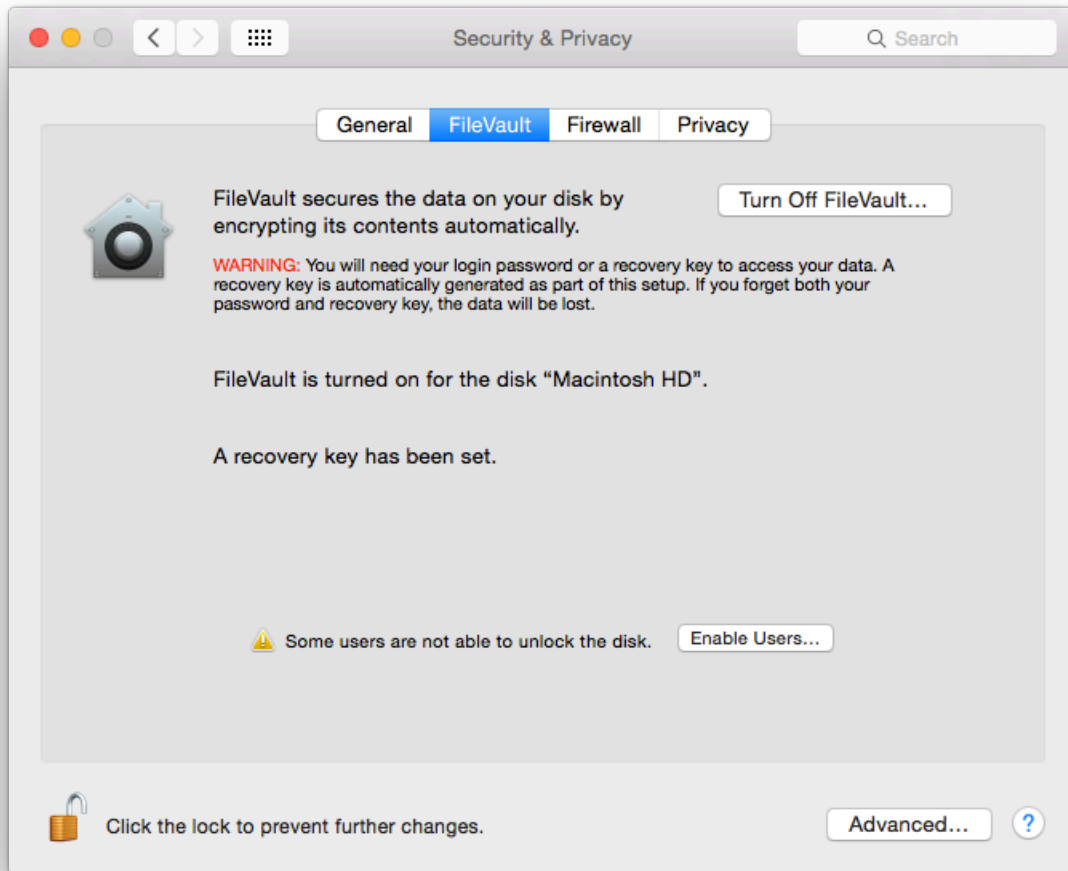 Security & Privacy
Search
General
FileVault
Firewall
Privacy
FileVault secures the data on your disk by
encrypting its contents automatically.
Turn Off FileVault...
WARNING: You will need your login password or a recovery key to access your data. A
recovery key is automatically generated as part of this setup. If you forget both your
password and recovery key, the data will be lost.
FileVault is turned on for the disk “Macintosh HD”.
A recovery key has been set.
Some users are not able to unlock the disk.
Enable Users...
Click the lock to prevent further changes.
Advanced...
?